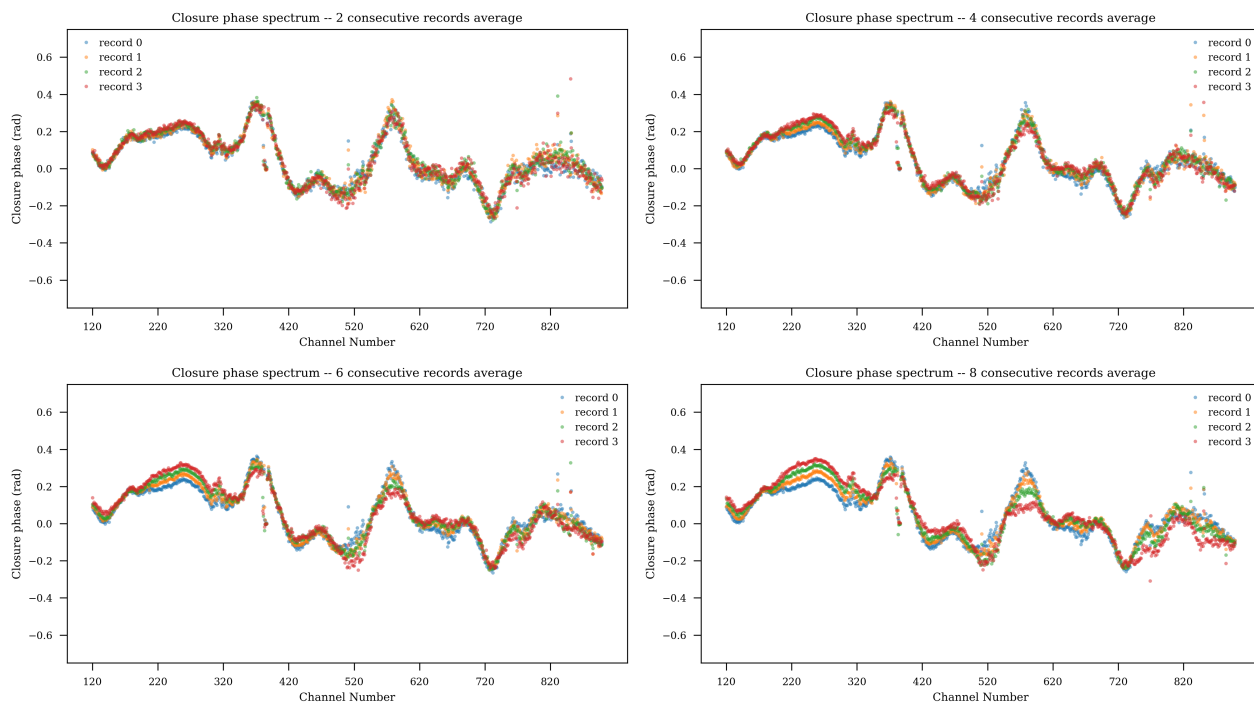 Closure phase spectrum -- 2 consecutive records average
Closure phase (rad)
0.6
0.4
0.2
0.0
−0.2
−0.4
−0.6
record 0
record 1
record 2
record 3
120 220 320 420 520 620 720 820
Channel Number
Closure phase spectrum -- 4 consecutive records average
Closure phase (rad)
0.6
0.4
0.2
0.0
−0.2
−0.4
−0.6
record 0
record 1
record 2
record 3
120 220 320 420 520 620 720 820
Channel Number
Closure phase spectrum -- 6 consecutive records average
Closure phase (rad)
0.6
0.4
0.2
0.0
−0.2
−0.4
−0.6
record 0
record 1
record 2
record 3
120 220 320 420 520 620 720 820
Channel Number
Closure phase spectrum -- 8 consecutive records average
Closure phase (rad)
0.6
0.4
0.2
0.0
−0.2
−0.4
−0.6
record 0
record 1
record 2
record 3
120 220 320 420 520 620 720 820
Channel Number